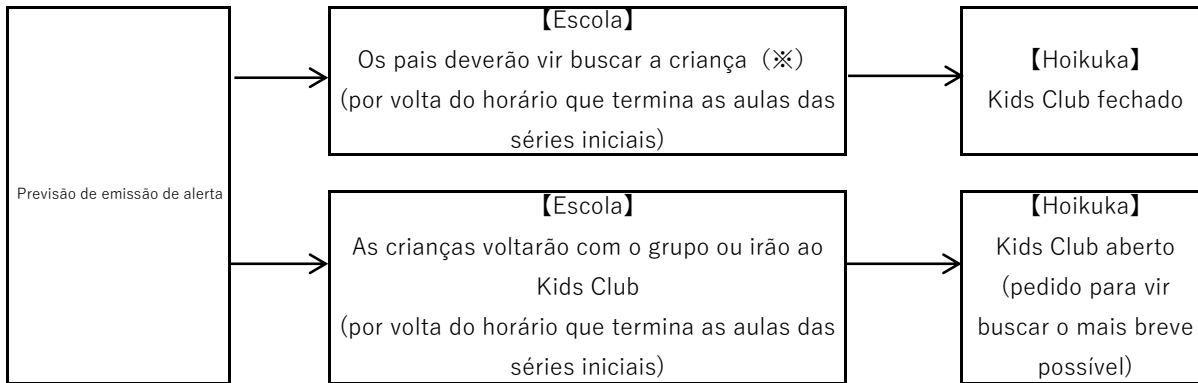 Previsão de emissão de alerta
【Escola】
Os pais deverão vir buscar a criança（※）
(por volta do horário que termina as aulas das
séries iniciais)
【Hoikuka】
Kids Club fechado
【Escola】
As crianças voltarão com o grupo ou irão ao
Kids Club
(por volta do horário que termina as aulas das
séries iniciais)
【Hoikuka】
Kids Club aberto
(pedido para vir
buscar o mais breve
possível)